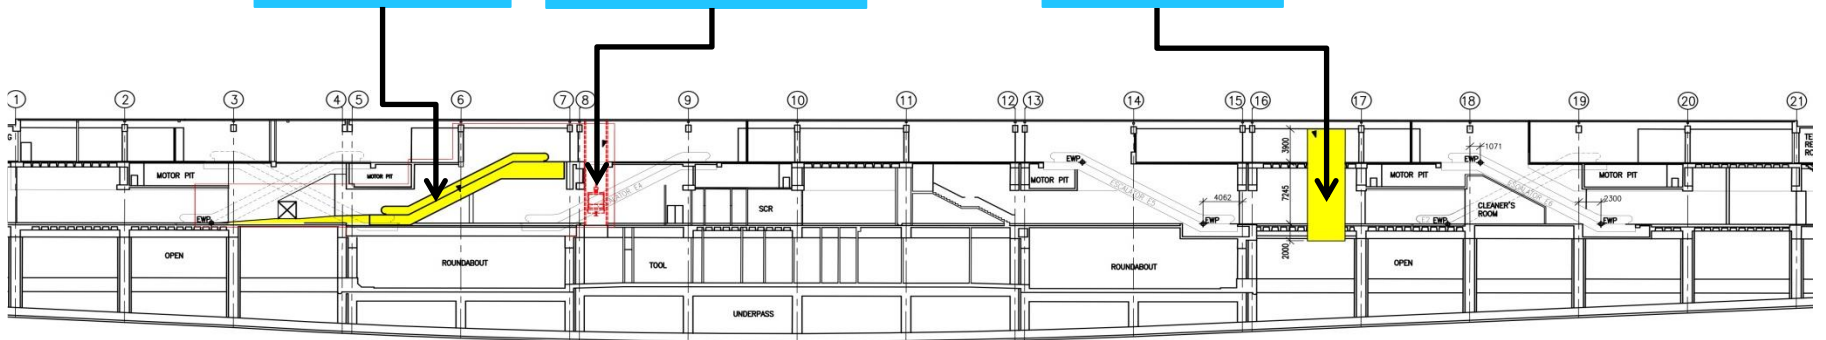 1 2 3 4 5 6 7 8 9 10 11 12 13 14 15 16 17 18 19 20 21
3900
1071
EWP
EWP
MOTOR PIT
MOTOR PIT
MOTOR PIT
MOTOR PIT
MOTOR PIT
ESCALATOR E5
ESCALATOR E6
7245
4062
2300
SCR
CLEANER'S
ROOM
EWP
EWP
EWP
EWP
2000
OPEN
ROUNDABOUT
TOOL
ROUNDABOUT
OPEN
UNDERPASS